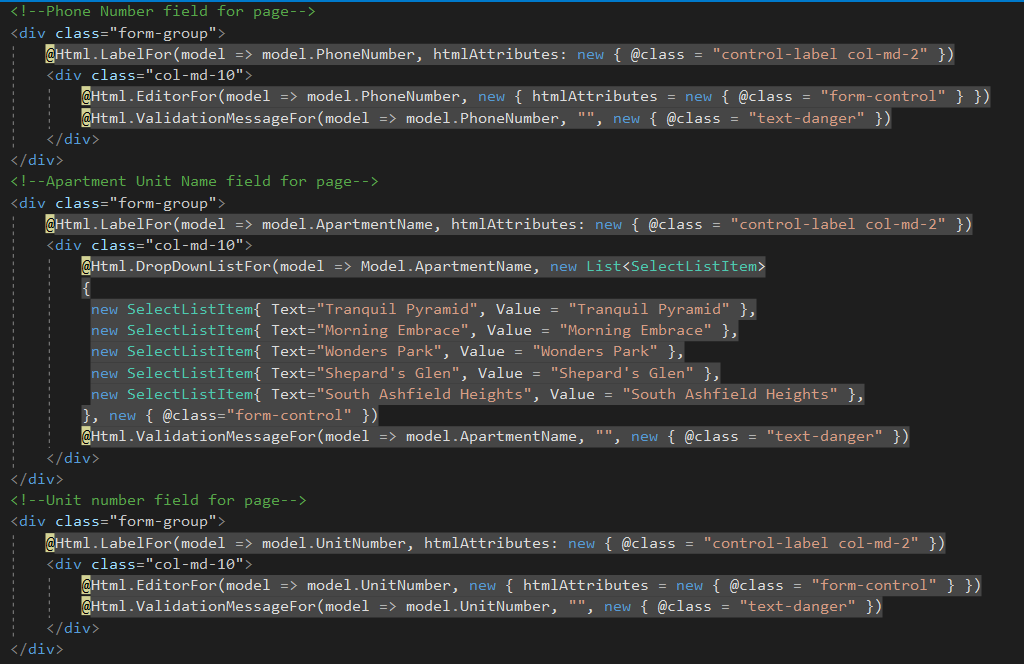 <!--Phone Number field for page-->
<div class="form-group">
@Html.LabelFor(model => model.PhoneNumber, htmlAttributes: new { @class = "control-label col-md-2" })
<div class="col-md-10">
@Html.EditorFor(model => model.PhoneNumber, new { htmlAttributes = new { @class = "form-control" } })
@Html.ValidationMessageFor(model => model.PhoneNumber, "", new { @class = "text-danger" })
</div>
</div>
<!--Apartment Unit Name field for page-->
<div class="form-group">
@Html.LabelFor(model => model.ApartmentName, htmlAttributes: new { @class = "control-label col-md-2" })
<div class="col-md-10">
@Html.DropDownListFor(model => Model.ApartmentName, new List<SelectListItem>
{
new SelectListItem{ Text="Tranquil Pyramid", Value = "Tranquil Pyramid" },
new SelectListItem{ Text="Morning Embrace", Value = "Morning Embrace" },
new SelectListItem{ Text="Wonders Park", Value = "Wonders Park" },
new SelectListItem{ Text="Shepard's Glen", Value = "Shepard's Glen" },
new SelectListItem{ Text="South Ashfield Heights", Value = "South Ashfield Heights" },
}, new { @class="form-control" })
@Html.ValidationMessageFor(model => model.ApartmentName, "", new { @class = "text-danger" })
</div>
</div>
<!--Unit number field for page-->
<div class="form-group">
@Html.LabelFor(model => model.UnitNumber, htmlAttributes: new { @class = "control-label col-md-2" })
<div class="col-md-10">
@Html.EditorFor(model => model.UnitNumber, new { htmlAttributes = new { @class = "form-control" } })
@Html.ValidationMessageFor(model => model.UnitNumber, "", new { @class = "text-danger" })
</div>
</div>